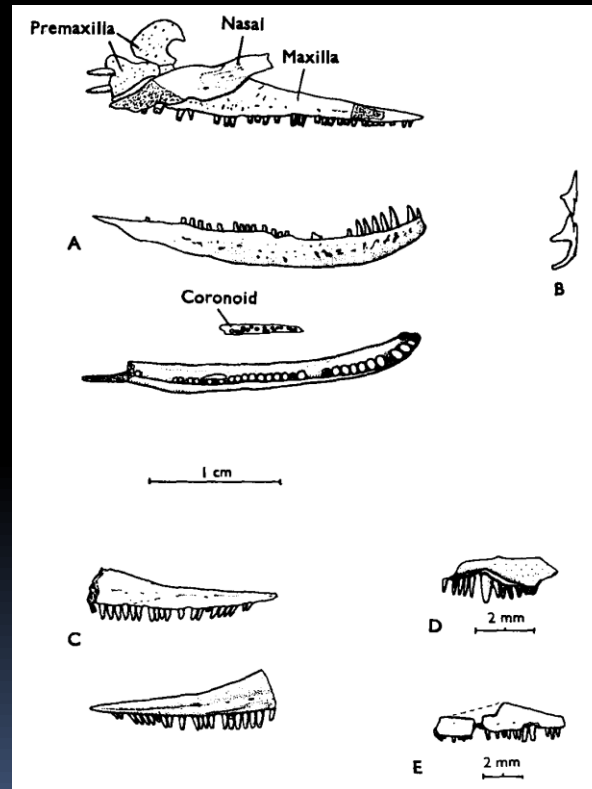 Nasal
Premaxilla
Maxilla
A
B
Coronoid
1 cm
C
D
2 mm
E
2 mm